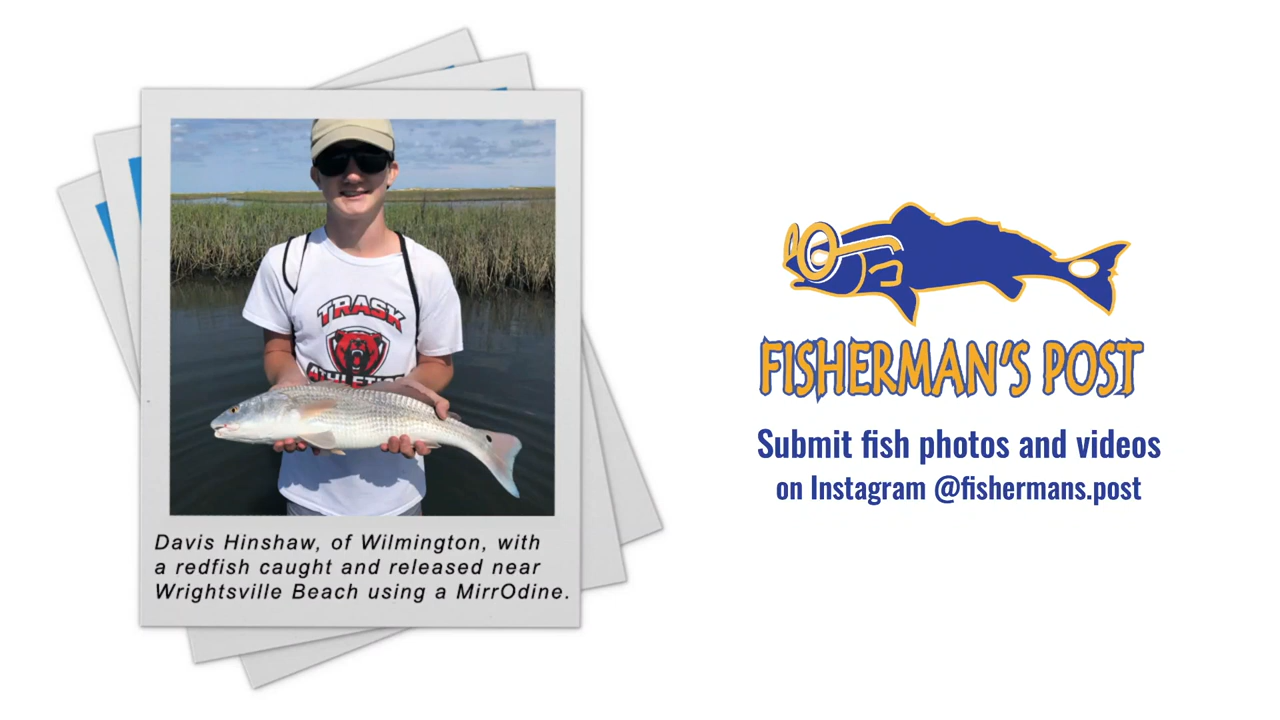 TRASK
ATHLETICS
Davis Hinshaw, of Wilmington, with
a redfish caught and released near
Wrightsville Beach using a MirrOdine.
FISHERMAN'S POST
Submit fish photos and videos
on Instagram @fishermans.post